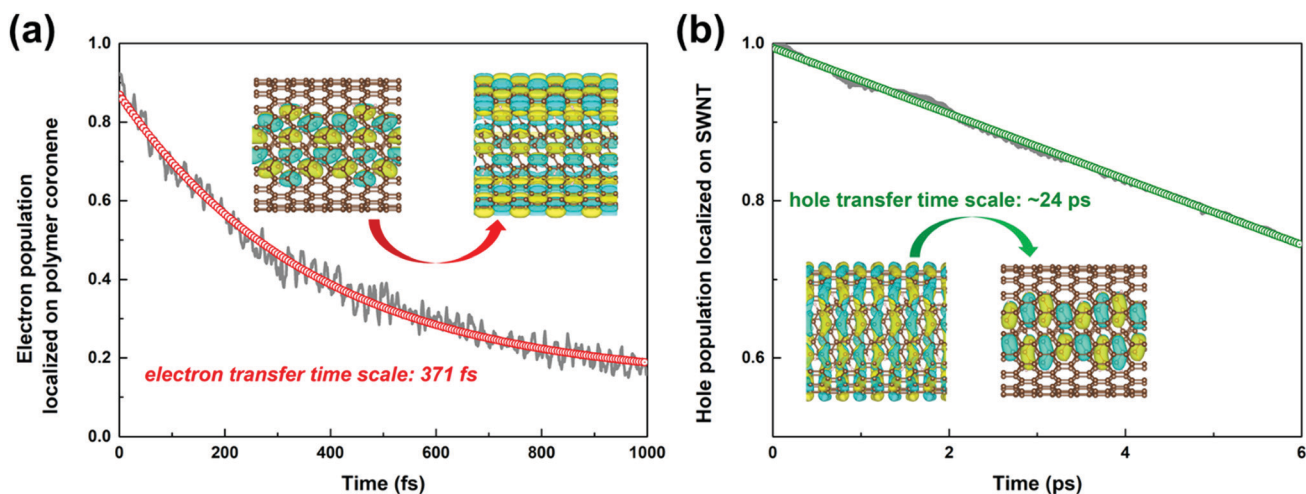 (a)
1.0
0.8
0.6
0.4
0.2
0.0
Electron population
localized on polymer coronene
electron transfer time scale: 371 fs
0
200
400
600
800
1000
Time (fs)
(b)
1.0
0.8
0.6
Hole population localized on SWNT
hole transfer time scale: ~24 ps
0
2
4
6
Time (ps)